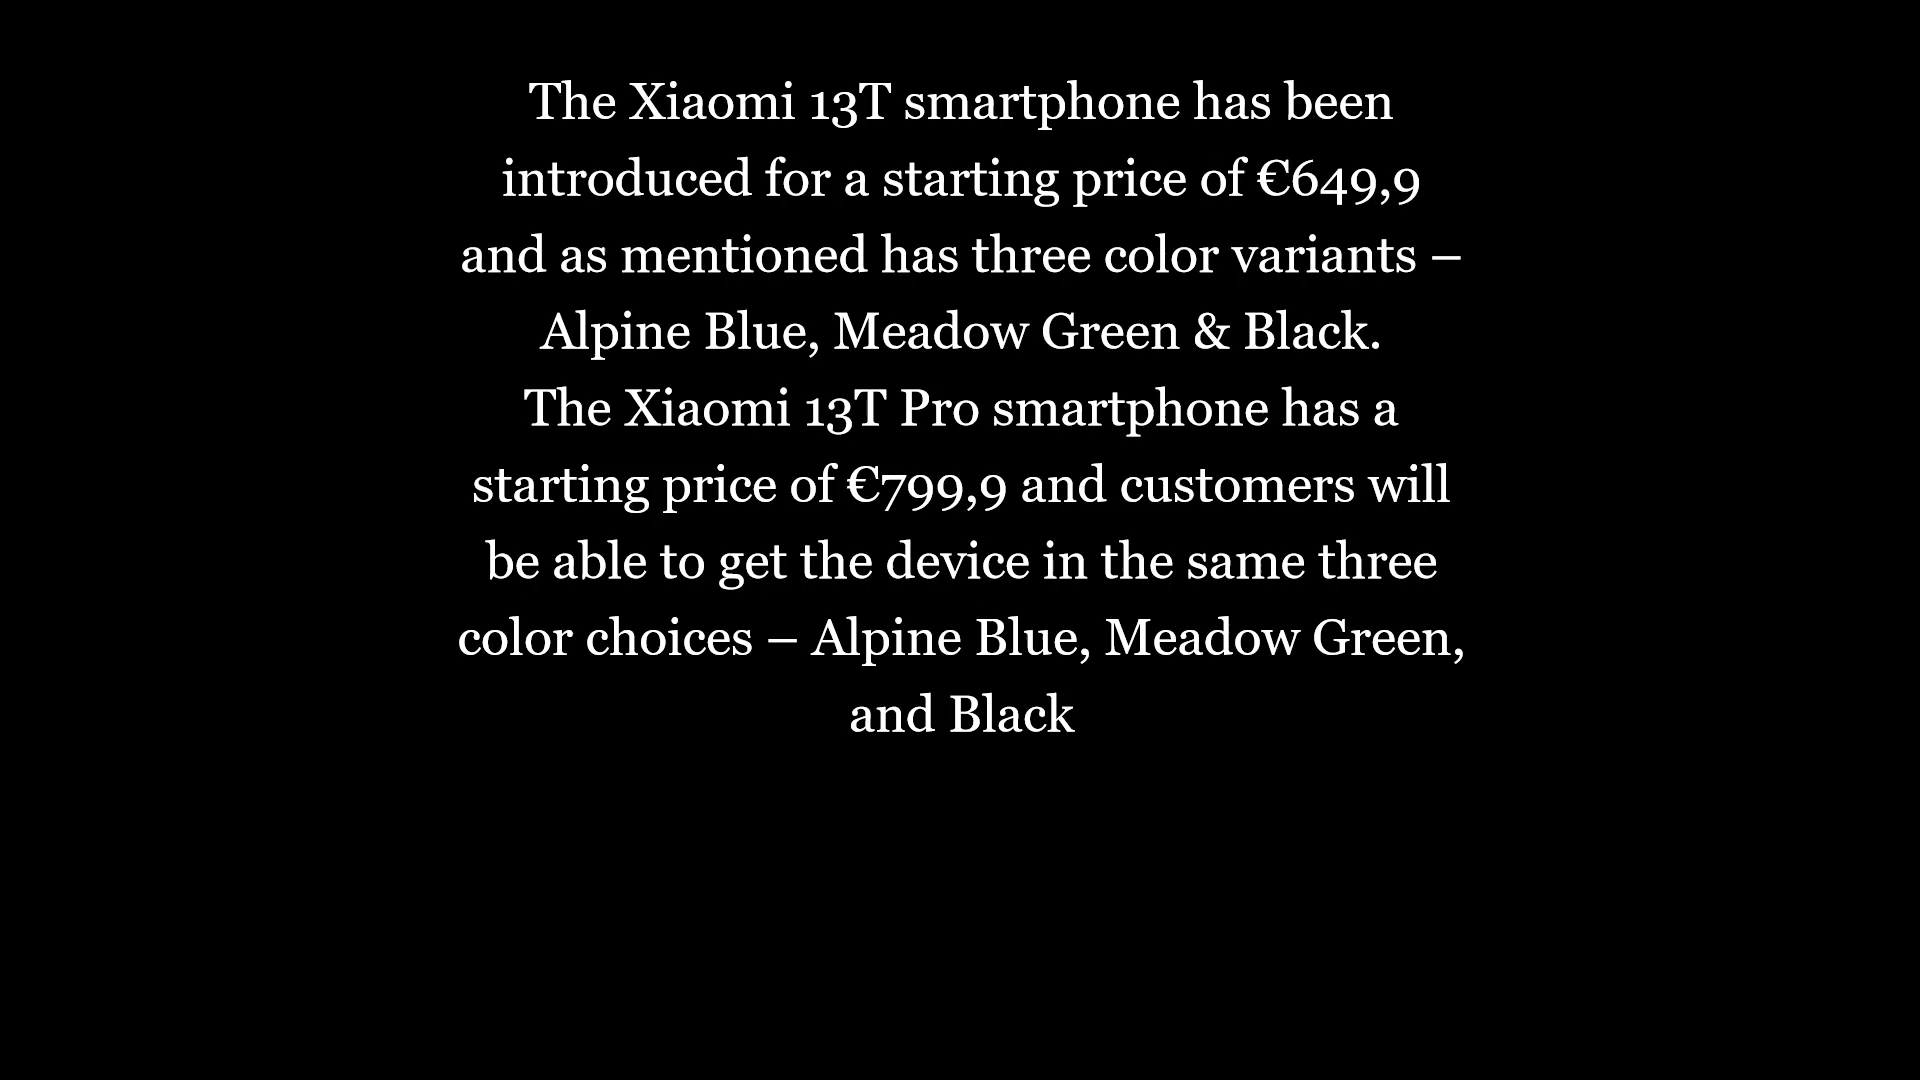 The Xiaomi 13T smartphone has been
introduced for a starting price of €649,9
and as mentioned has three color variants –
Alpine Blue, Meadow Green & Black.
The Xiaomi 13T Pro smartphone has a
starting price of €799,9 and customers will
be able to get the device in the same three
color choices – Alpine Blue, Meadow Green,
and Black